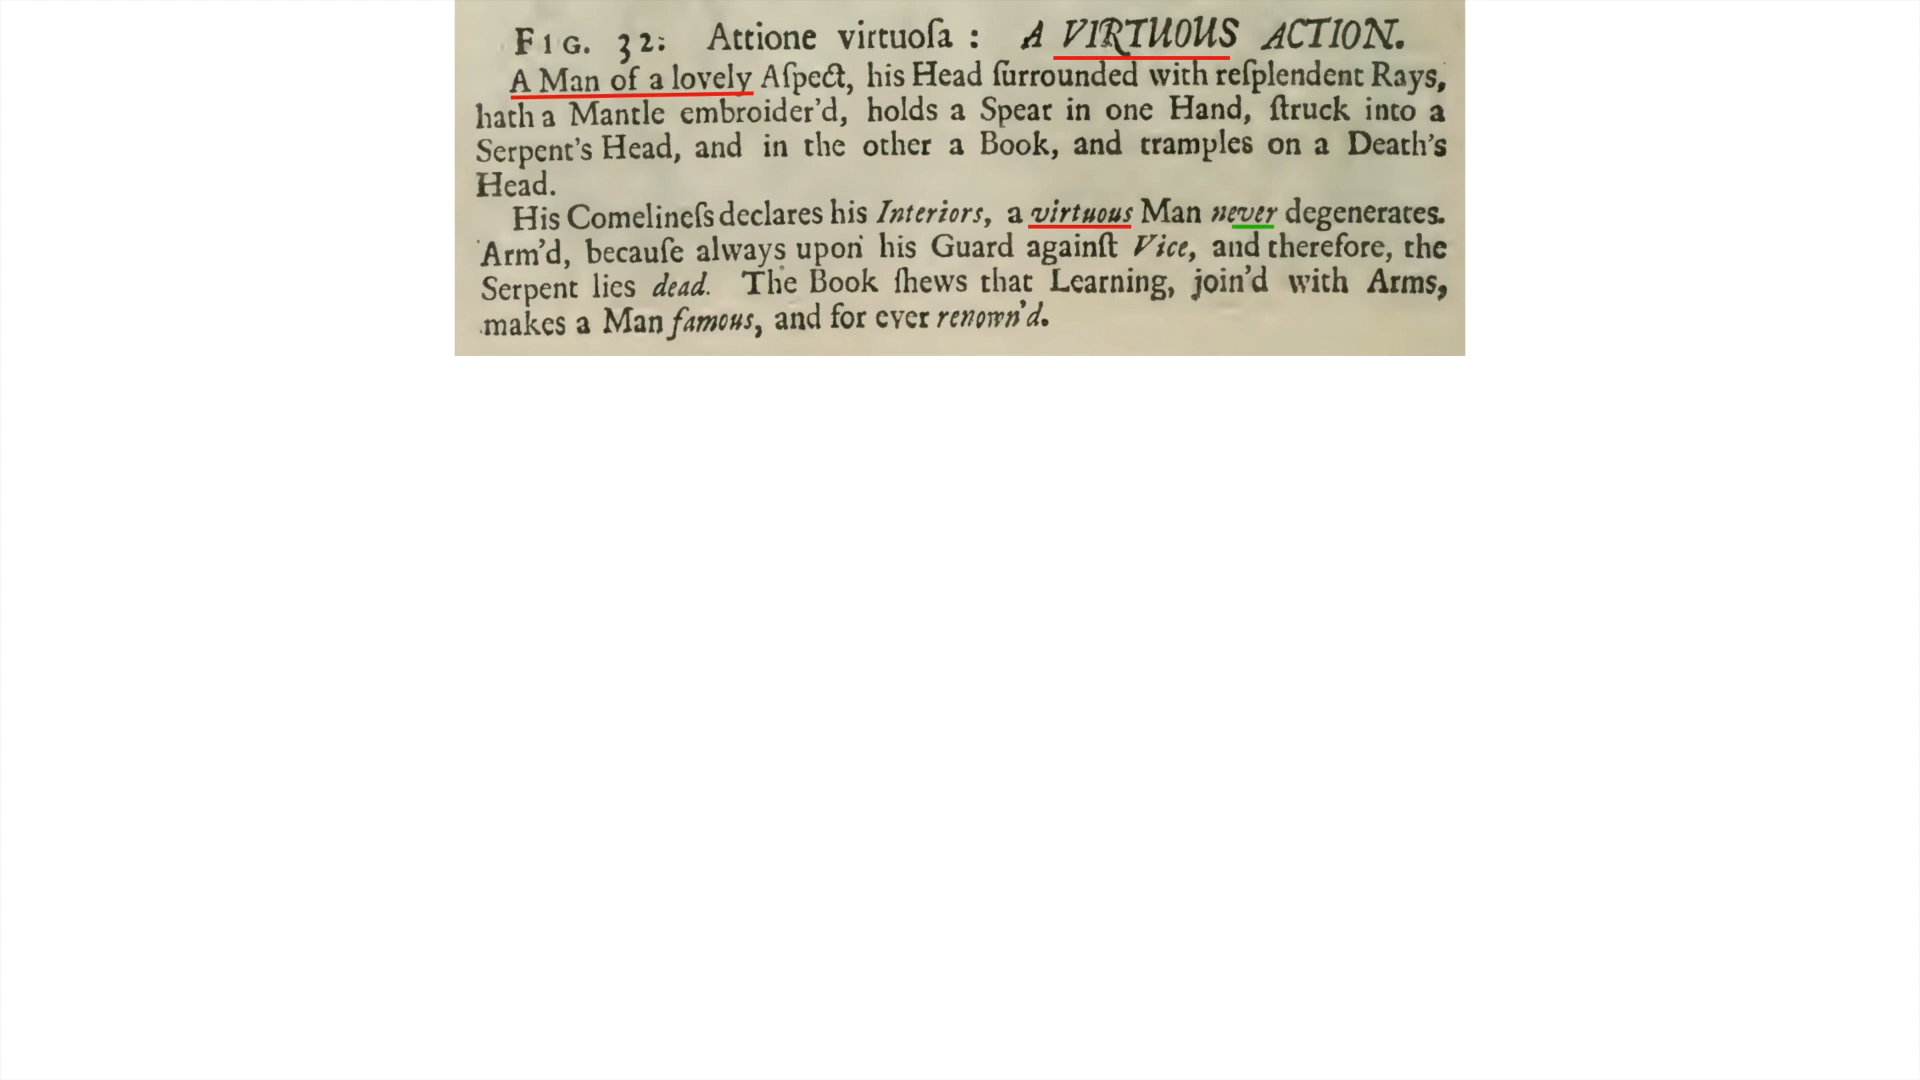 FIG. 32: Attione virtuoſa : A VIRTUOUS ACTION.
A Man of a lovely Aſpect, his Head ſurrounded with reſplendent Rays,
hath a Mantle embroider'd, holds a Spear in one Hand, ſtruck into a
Serpent's Head, and in the other a Book, and tramples on a Death's
Head.
His Comelineſs declares his Interiors, a virtuous Man never degenerates.
Arm'd, becauſe always upon his Guard againſt Vice, and therefore, the
Serpent lies dead. The Book ſhews that Learning, join'd with Arms,
makes a Man famous, and for ever renown'd.